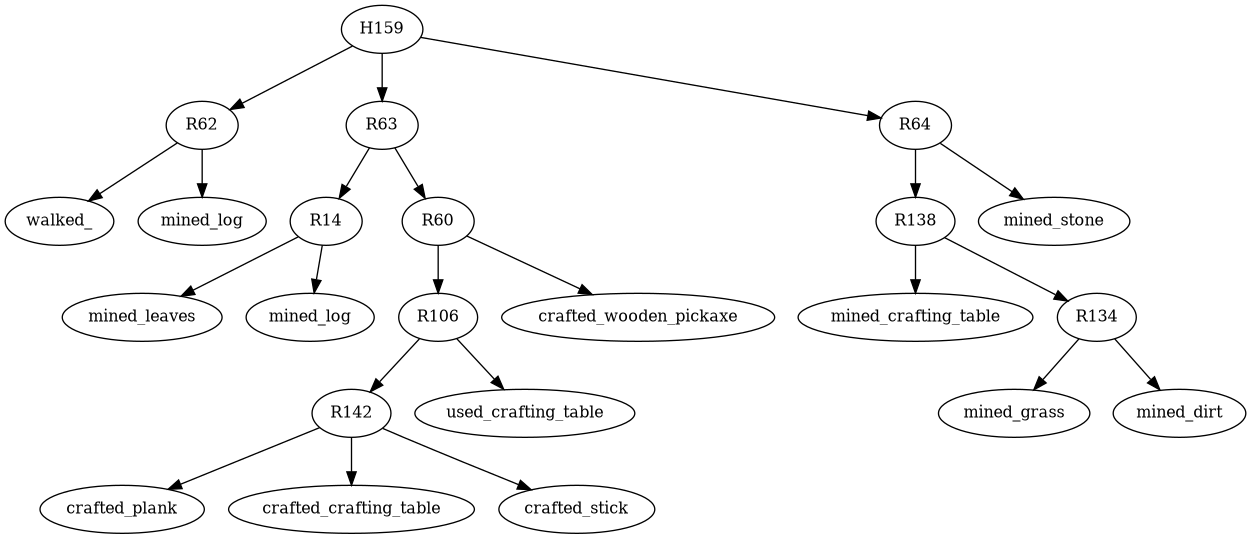 H159
R62
R63
R64
walked_
mined_log
R14
R60
R138
mined_stone
mined_leaves
mined_log
R106
crafted_wooden_pickaxe
mined_crafting_table
R134
R142
used_crafting_table
mined_grass
mined_dirt
crafted_plank
crafted_crafting_table
crafted_stick